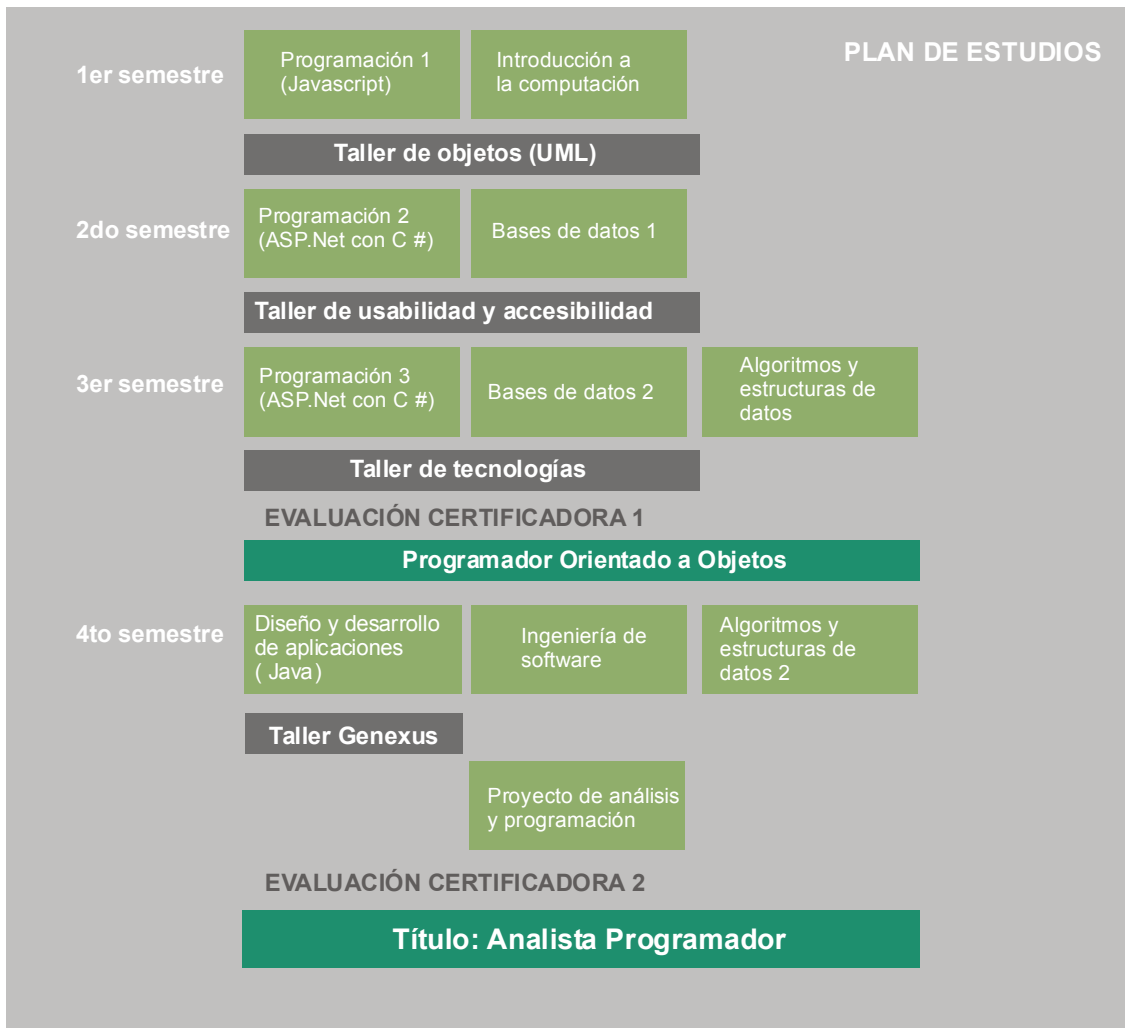 PLAN DE ESTUDIOS
1er semestre
Programación 1
(Javascript)
Introducción a
la computación
Taller de objetos (UML)
2do semestre
Programación 2
(ASP.Net con C #)
Bases de datos 1
Taller de usabilidad y accesibilidad
3er semestre
Programación 3
(ASP.Net con C #)
Bases de datos 2
Algoritmos y
estructuras de
datos
Taller de tecnologías
EVALUACIÓN CERTIFICADORA 1
Programador Orientado a Objetos
4to semestre
Diseño y desarrollo
de aplicaciones
( Java)
Ingeniería de
software
Algoritmos y
estructuras de
datos 2
Taller Genexus
Proyecto de análisis
y programación
EVALUACIÓN CERTIFICADORA 2
Título: Analista Programador